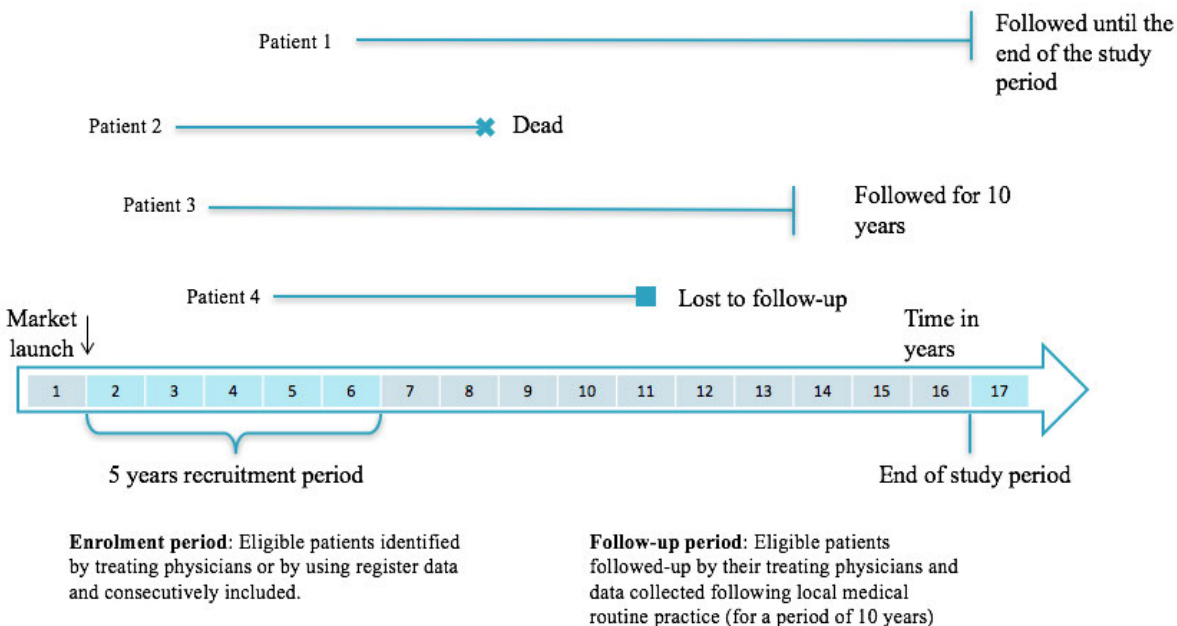 Patient 1
Followed until the
end of the study
period
Patient 2
Dead
Patient 3
Followed for 10
years
Patient 4
Lost to follow-up
Market
launch
Time in
years
1 2 3 4 5 6 7 8 9 10 11 12 13 14 15 16 17
5 years recruitment period
End of study period
Enrolment period: Eligible patients identified
by treating physicians or by using register data
and consecutively included.
Follow-up period: Eligible patients
followed-up by their treating physicians and
data collected following local medical
routine practice (for a period of 10 years)